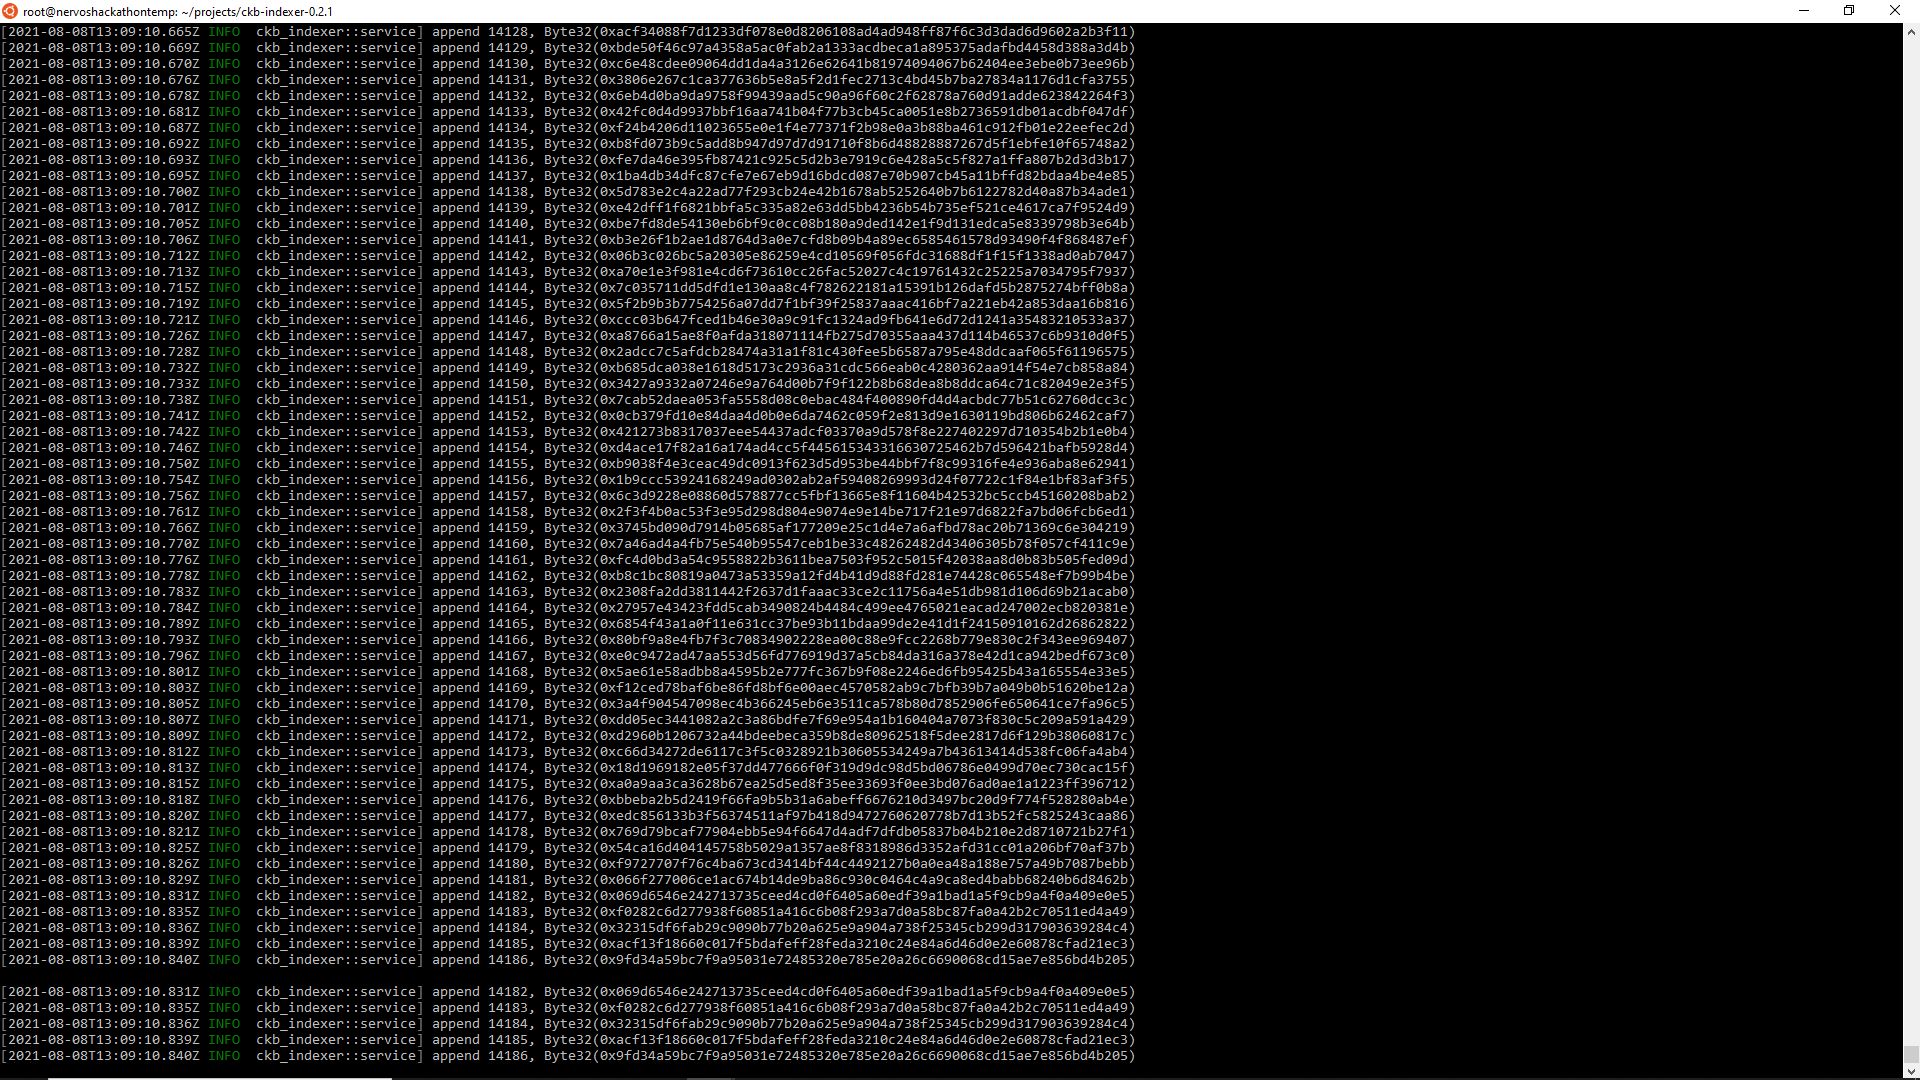 root@nervoshackathontemp: ~/projects/ckb-indexer-0.2.1
[2021-08-08T13:09:10.665Z INFO  ckb_indexer::service] append 14128, Byte32(0xacf34088f7d1233df078e0d8206108ad4ad948ff87f6c3d3dad6d9602a2b3f11)
[2021-08-08T13:09:10.669Z INFO  ckb_indexer::service] append 14129, Byte32(0xbde50f46c97a4358a5ac0fab2a1333acdbeca1a895375adafbd4458d388a3d4b)
[2021-08-08T13:09:10.670Z INFO  ckb_indexer::service] append 14130, Byte32(0xc6e48cdee09064dd1da4a3126e62641b81974094067b62404ee3ebe0b73ee96b)
[2021-08-08T13:09:10.676Z INFO  ckb_indexer::service] append 14131, Byte32(0x3806e267c1ca377636b5e8a5f2d1fec2713c4bd45b7ba27834a1176d1cfa3755)
[2021-08-08T13:09:10.678Z INFO  ckb_indexer::service] append 14132, Byte32(0x6eb4d0ba9da9758f99439aad5c90a96f60c2f62878a760d91adde623842264f3)
[2021-08-08T13:09:10.681Z INFO  ckb_indexer::service] append 14133, Byte32(0x42fc0d4d9937bbf16aa741b04f77b3cb45ca0051e8b2736591db01acdbf047df)
[2021-08-08T13:09:10.687Z INFO  ckb_indexer::service] append 14134, Byte32(0xf24b4206d11023655e0e1f4e77371f2b98e0a3b88ba461c912fb01e22eefec2d)
[2021-08-08T13:09:10.692Z INFO  ckb_indexer::service] append 14135, Byte32(0xb8fd073b9c5add8b947d97d7d91710f8b6d48828887267d5f1ebfe10f65748a2)
[2021-08-08T13:09:10.693Z INFO  ckb_indexer::service] append 14136, Byte32(0xfe7da46e395fb87421c925c5d2b3e7919c6e428a5c5f827a1ffa807b2d3d3b17)
[2021-08-08T13:09:10.695Z INFO  ckb_indexer::service] append 14137, Byte32(0x1ba4db34dfc87cfe7e67eb9d16bdcd087e70b907cb45a11bffd82bdaa4be4e85)
[2021-08-08T13:09:10.700Z INFO  ckb_indexer::service] append 14138, Byte32(0x5d783e2c4a22ad77f293cb24e42b1678ab5252640b7b6122782d40a87b34ade1)
[2021-08-08T13:09:10.701Z INFO  ckb_indexer::service] append 14139, Byte32(0xe42dff1f6821bbfa5c335a82e63dd5bb4236b54b735ef521ce4617ca7f9524d9)
[2021-08-08T13:09:10.705Z INFO  ckb_indexer::service] append 14140, Byte32(0xbe7fd8de54130eb6bf9c0cc08b180a9ded142e1f9d131edca5e8339798b3e64b)
[2021-08-08T13:09:10.706Z INFO  ckb_indexer::service] append 14141, Byte32(0xb3e26f1b2ae1d8764d3a0e7cfd8b09b4a89ec6585461578d93490f4f868487ef)
[2021-08-08T13:09:10.712Z INFO  ckb_indexer::service] append 14142, Byte32(0x06b3c026bc5a20305e86259e4cd10569f056fdc31688df1f15f1338ad0ab7047)
[2021-08-08T13:09:10.713Z INFO  ckb_indexer::service] append 14143, Byte32(0xa70e1e3f981e4cd6f73610cc26fac52027c4c19761432c25225a7034795f7937)
[2021-08-08T13:09:10.715Z INFO  ckb_indexer::service] append 14144, Byte32(0x7c035711dd5dfd1e130aa8c4f782622181a15391b126dafd5b2875274bff0b8a)
[2021-08-08T13:09:10.719Z INFO  ckb_indexer::service] append 14145, Byte32(0x5f2b9b3b7754256a07dd7f1bf39f25837aaac416bf7a221eb42a853daa16b816)
[2021-08-08T13:09:10.721Z INFO  ckb_indexer::service] append 14146, Byte32(0xccc03b647fced1b46e30a9c91fc1324ad9fb641e6d72d1241a35483210533a37)
[2021-08-08T13:09:10.726Z INFO  ckb_indexer::service] append 14147, Byte32(0xa8766a15ae8f0afda318071114fb275d70355aaa437d114b46537c6b9310d0f5)
[2021-08-08T13:09:10.728Z INFO  ckb_indexer::service] append 14148, Byte32(0x2adcc7c5afdcb28474a31a1f81c430fee5b6587a795e48ddcaaf065f61196575)
[2021-08-08T13:09:10.732Z INFO  ckb_indexer::service] append 14149, Byte32(0xb685dca038e1618d5173c2936a31cdc566eab0c4280362aa914f54e7cb858a84)
[2021-08-08T13:09:10.733Z INFO  ckb_indexer::service] append 14150, Byte32(0x3427a9332a07246e9a764d00b7f9f122b8b68dea8b8ddca64c71c82049e2e3f5)
[2021-08-08T13:09:10.738Z INFO  ckb_indexer::service] append 14151, Byte32(0x7cab52daea053fa5558d08c0ebac484f400890fd4d4acbdc77b51c62760dcc3c)
[2021-08-08T13:09:10.741Z INFO  ckb_indexer::service] append 14152, Byte32(0x0cb379fd10e84daa4d0b0e6da7462c059f2e813d9e1630119bd806b62462caf7)
[2021-08-08T13:09:10.742Z INFO  ckb_indexer::service] append 14153, Byte32(0x421273b8317037eee54437adcf03370a9d578f8e227402297d710354b2b1e0b4)
[2021-08-08T13:09:10.746Z INFO  ckb_indexer::service] append 14154, Byte32(0xd4ace17f82a16a174ad4cc5f445615343316630725462b7d596421bafb5928d4)
[2021-08-08T13:09:10.750Z INFO  ckb_indexer::service] append 14155, Byte32(0xb9038f4e3ceac49dc0913f623d5d953be44bbf7f8c99316fe4e936aba8e62941)
[2021-08-08T13:09:10.754Z INFO  ckb_indexer::service] append 14156, Byte32(0x1b9ccc53924168249ad0302ab2af59408269993d24f07722c1f84e1bf83af3f5)
[2021-08-08T13:09:10.756Z INFO  ckb_indexer::service] append 14157, Byte32(0x6c3d9228e08860d578877cc5fbf13665e8f11604b42532bc5ccb45160208bab2)
[2021-08-08T13:09:10.761Z INFO  ckb_indexer::service] append 14158, Byte32(0x2f3f4b0ac53f3e95d298d804e9074e9e14be717f21e97d6822fa7bd06fcb6ed1)
[2021-08-08T13:09:10.766Z INFO  ckb_indexer::service] append 14159, Byte32(0x3745bd090d7914b05685af177209e25c1d4e7a6afbd78ac20b71369c6e304219)
[2021-08-08T13:09:10.770Z INFO  ckb_indexer::service] append 14160, Byte32(0x7a46ad4a4fb75e540b95547ceb1be33c48262482d43406305b78f057cf411c9e)
[2021-08-08T13:09:10.776Z INFO  ckb_indexer::service] append 14161, Byte32(0xfc4d0bd3a54c9558822b3611bea7503f952c5015f42038aa8d0b83b505fed09d)
[2021-08-08T13:09:10.778Z INFO  ckb_indexer::service] append 14162, Byte32(0xb8c1bc80819a0473a53359a12fd4b41d9d88fd281e74428c065548ef7b99b4be)
[2021-08-08T13:09:10.783Z INFO  ckb_indexer::service] append 14163, Byte32(0x2308fa2dd3811442f2637d1faaac33ce2c11756a4e51db981d106d69b21acab0)
[2021-08-08T13:09:10.784Z INFO  ckb_indexer::service] append 14164, Byte32(0x27957e43423fdd5cab3490824b4484c499ee4765021eacad247002ecb820381e)
[2021-08-08T13:09:10.789Z INFO  ckb_indexer::service] append 14165, Byte32(0x6854f43a1a0f11e631cc37be93b11bdaa99de2e41d1f24150910162d26862822)
[2021-08-08T13:09:10.793Z INFO  ckb_indexer::service] append 14166, Byte32(0x80bf9a8e4fb7f3c70834902228ea00c88e9fcc2268b779e830c2f343ee969407)
[2021-08-08T13:09:10.796Z INFO  ckb_indexer::service] append 14167, Byte32(0xe0c9472ad47aa553d56fd776919d37a5cb84da316a378e42d1ca942bedf673c0)
[2021-08-08T13:09:10.801Z INFO  ckb_indexer::service] append 14168, Byte32(0x5ae61e58adbb8a4595b2e777fc367b9f08e2246ed6fb95425b43a165554e33e5)
[2021-08-08T13:09:10.803Z INFO  ckb_indexer::service] append 14169, Byte32(0xf12ced78baf6be86fd8bf6e00aec4570582ab9c7bfb39b7a049b0b51620be12a)
[2021-08-08T13:09:10.805Z INFO  ckb_indexer::service] append 14170, Byte32(0x3a4f904547098ec4b366245eb6e3511ca578b80d7852906fe650641ce7fa96c5)
[2021-08-08T13:09:10.807Z INFO  ckb_indexer::service] append 14171, Byte32(0xdd05ec3441082a2c3a86bdfe7f69e954a1b160404a7073f830c5c209a591a429)
[2021-08-08T13:09:10.809Z INFO  ckb_indexer::service] append 14172, Byte32(0xd2960b1206732a44bdeebeca359b8de80962518f5dee2817d6f129b38060817c)
[2021-08-08T13:09:10.812Z INFO  ckb_indexer::service] append 14173, Byte32(0xc66d34272de6117c3f5c0328921b30605534249a7b43613414d538fc06fa4ab4)
[2021-08-08T13:09:10.813Z INFO  ckb_indexer::service] append 14174, Byte32(0x18d1969182e05f37dd477666f0f319d9dc98d5bd06786e0499d70ec730cac15f)
[2021-08-08T13:09:10.815Z INFO  ckb_indexer::service] append 14175, Byte32(0xa0a9aa3ca3628b67ea25d5ed8f35ee33693f0ee3bd076ad0ae1a1223ff396712)
[2021-08-08T13:09:10.818Z INFO  ckb_indexer::service] append 14176, Byte32(0xbbeba2b5d2419f66fa9b5b31a6abeff6676210d3497bc20d9f774f528280ab4e)
[2021-08-08T13:09:10.820Z INFO  ckb_indexer::service] append 14177, Byte32(0xedc856133b3f56374511af97b418d9472760620778b7d13b52fc5825243caa86)
[2021-08-08T13:09:10.821Z INFO  ckb_indexer::service] append 14178, Byte32(0x769d79bcaf77904ebb5e94f6647d4adf7dfdb05837b04b210e2d8710721b27f1)
[2021-08-08T13:09:10.825Z INFO  ckb_indexer::service] append 14179, Byte32(0x54ca16d404145758b5029a1357ae8f8318986d3352afd31cc01a206bf70af37b)
[2021-08-08T13:09:10.826Z INFO  ckb_indexer::service] append 14180, Byte32(0xf9727707f76c4ba673cd3414bf44c4492127b0a0ea48a188e757a49b7087bebb)
[2021-08-08T13:09:10.829Z INFO  ckb_indexer::service] append 14181, Byte32(0x066f277006ce1ac674b14de9ba86c930c0464c4a9ca8ed4babb68240b6d8462b)
[2021-08-08T13:09:10.831Z INFO  ckb_indexer::service] append 14182, Byte32(0x069d6546e242713735ceed4cd0f6405a60edf39a1bad1a5f9cb9a4f0a409e0e5)
[2021-08-08T13:09:10.835Z INFO  ckb_indexer::service] append 14183, Byte32(0xf0282c6d277938f60851a416c6b08f293a7d0a58bc87fa0a42b2c70511ed4a49)
[2021-08-08T13:09:10.836Z INFO  ckb_indexer::service] append 14184, Byte32(0x32315df6fab29c9090b77b20a625e9a904a738f25345cb299d317903639284c4)
[2021-08-08T13:09:10.839Z INFO  ckb_indexer::service] append 14185, Byte32(0xacf13f18660c017f5bdafeff28feda3210c24e84a6d46d0e2e60878cfad21ec3)
[2021-08-08T13:09:10.840Z INFO  ckb_indexer::service] append 14186, Byte32(0x9fd34a59bc7f9a95031e72485320e785e20a26c6690068cd15ae7e856bd4b205)
[2021-08-08T13:09:10.831Z INFO  ckb_indexer::service] append 14182, Byte32(0x069d6546e242713735ceed4cd0f6405a60edf39a1bad1a5f9cb9a4f0a409e0e5)
[2021-08-08T13:09:10.835Z INFO  ckb_indexer::service] append 14183, Byte32(0xf0282c6d277938f60851a416c6b08f293a7d0a58bc87fa0a42b2c70511ed4a49)
[2021-08-08T13:09:10.836Z INFO  ckb_indexer::service] append 14184, Byte32(0x32315df6fab29c9090b77b20a625e9a904a738f25345cb299d317903639284c4)
[2021-08-08T13:09:10.839Z INFO  ckb_indexer::service] append 14185, Byte32(0xacf13f18660c017f5bdafeff28feda3210c24e84a6d46d0e2e60878cfad21ec3)
[2021-08-08T13:09:10.840Z INFO  ckb_indexer::service] append 14186, Byte32(0x9fd34a59bc7f9a95031e72485320e785e20a26c6690068cd15ae7e856bd4b205)